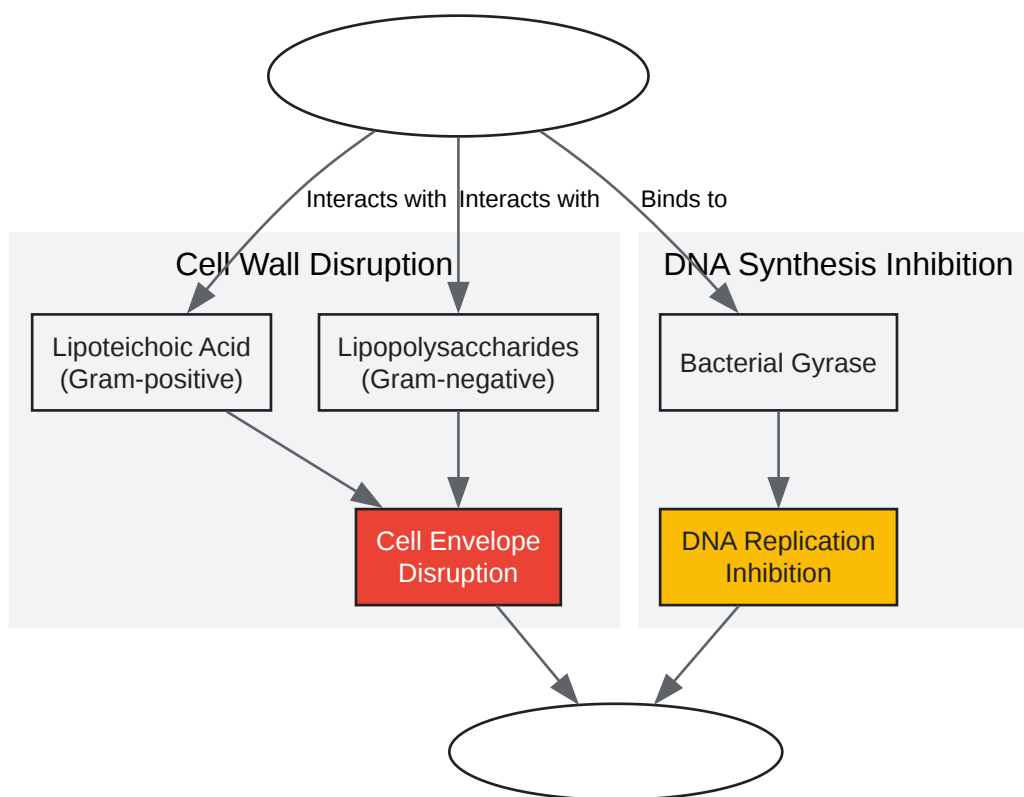 Interacts with
Interacts with
Binds to
Cell Wall Disruption
DNA Synthesis Inhibition
Lipoteichoic Acid
(Gram-positive)
Lipopolysaccharides
(Gram-negative)
Bacterial Gyrase
Cell Envelope
Disruption
DNA Replication
Inhibition